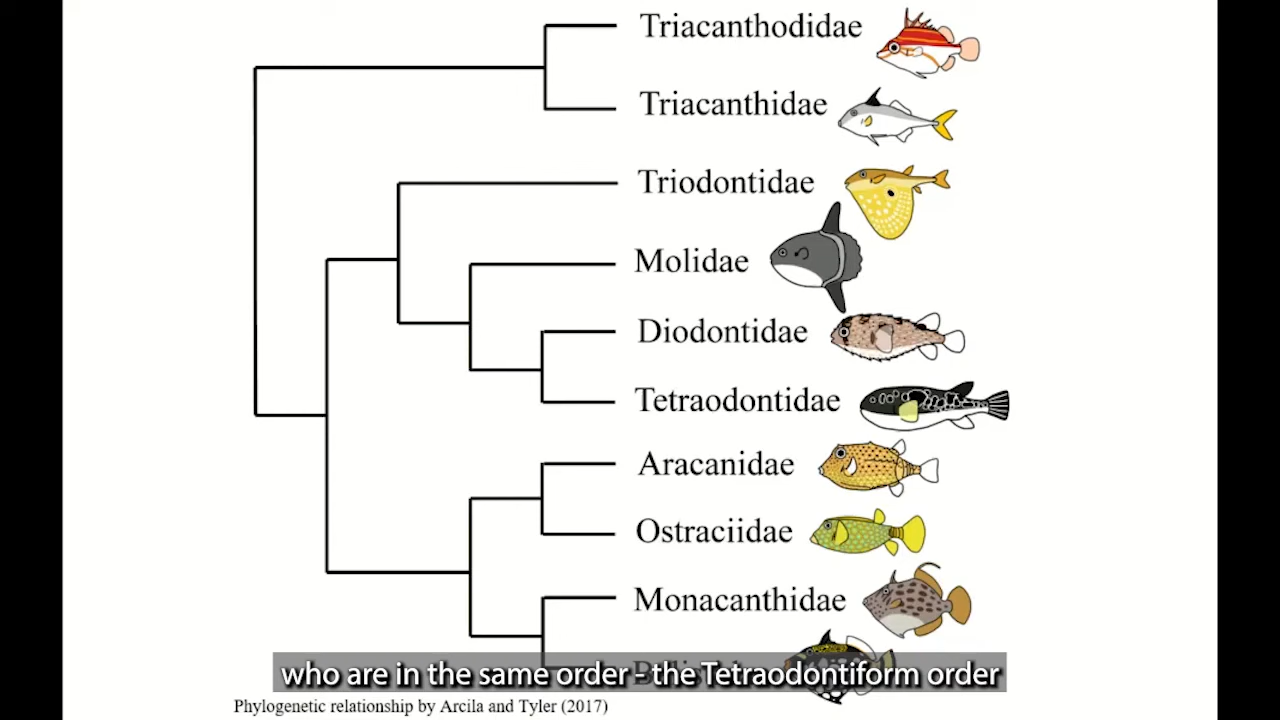 Triacanthodidae
Triacanthidae
Triodontidae
Molidae
Diodontidae
Tetraodontidae
Aracanidae
Ostraciidae
Monacanthidae
who are in the same order - the Tetraodontiform order
Phylogenetic relationship by Arcila and Tyler (2017)